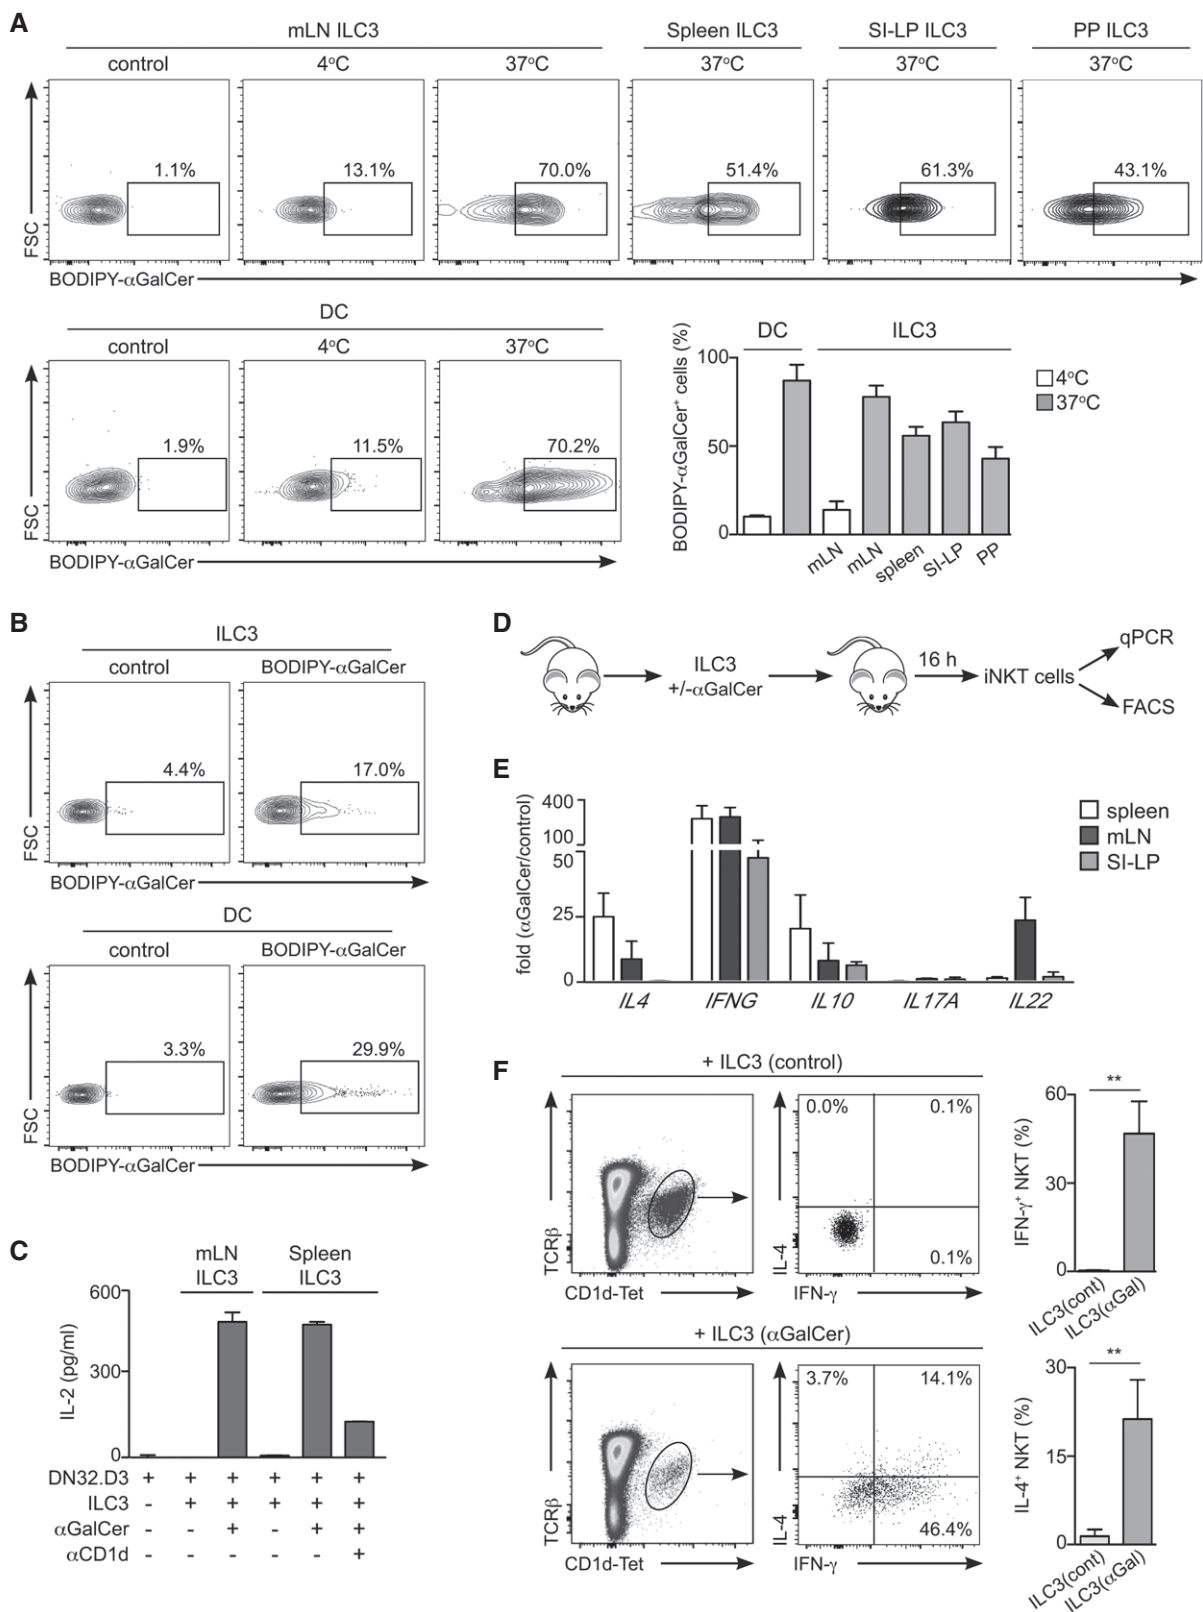 A
mLN ILC3
Spleen ILC3
SI-LP ILC3
PP ILC3
control
4°C
37°C
37°C
37°C
37°C
1.1%
13.1%
70.0%
51.4%
61.3%
43.1%
FSC
BODIPY-αGalCer
DC
control
4°C
37°C
1.9%
11.5%
70.2%
FSC
BODIPY-αGalCer
DC
ILC3
BODIPY-αGalCer⁺ cells (%)
100
50
0
4°C
37°C
mLN
mLN
spleen
SI-LP
PP
B
ILC3
control
BODIPY-αGalCer
4.4%
17.0%
FSC
BODIPY-αGalCer
DC
control
BODIPY-αGalCer
3.3%
29.9%
FSC
BODIPY-αGalCer
C
mLN ILC3
Spleen ILC3
IL-2 (pg/ml)
600
300
0
DN32.D3 + + + + + +
ILC3 - + + + + +
αGalCer - - + - + +
αCD1d - - - - - +
D
ILC3
+/-αGalCer
16 h
iNKT cells
qPCR
FACS
E
fold (αGalCer/control)
400
100
50
25
0
spleen
mLN
SI-LP
IL4
IFNG
IL10
IL17A
IL22
F
+ ILC3 (control)
TCRβ
CD1d-Tet
0.0%
0.1%
0.1%
IL-4
IFN-γ
IFN-γ⁺ NKT (%)
60
30
0
**
ILC3(cont)
ILC3(αGal)
+ ILC3 (αGalCer)
TCRβ
CD1d-Tet
3.7%
14.1%
46.4%
IL-4
IFN-γ
IL-4⁺ NKT (%)
30
15
0
**
ILC3(cont)
ILC3(αGal)